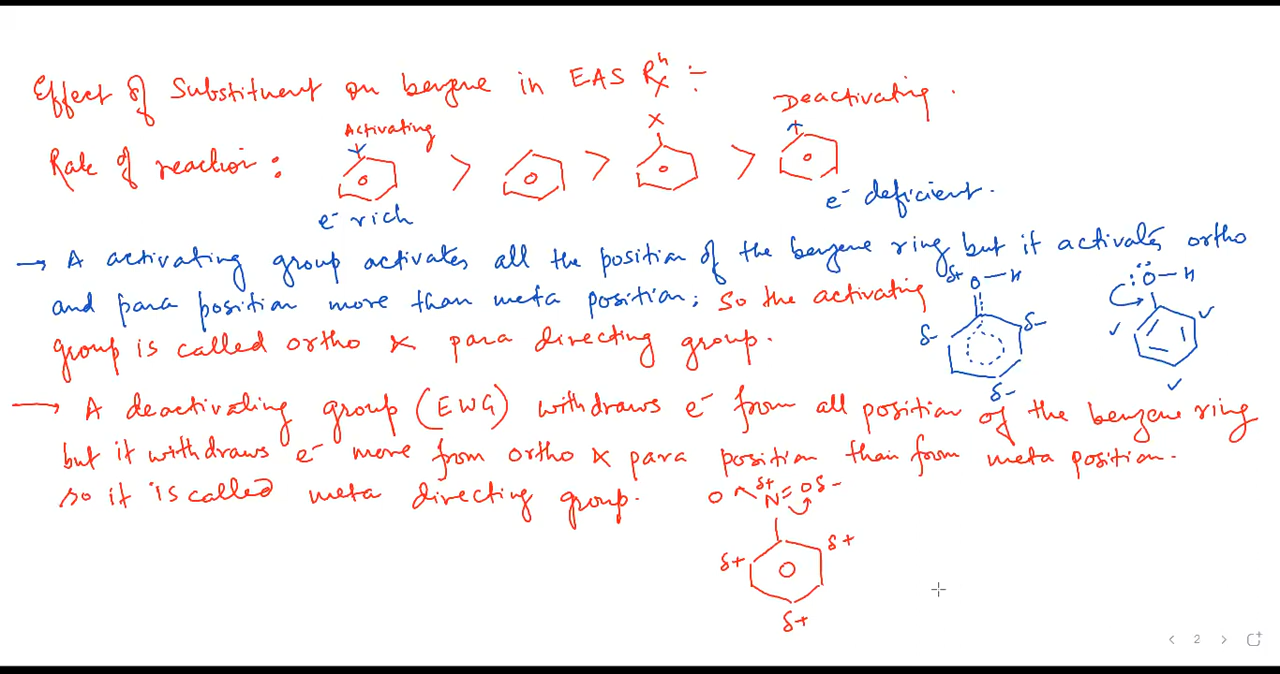 Effect of Substituent on benzene in EAS Rxn :-
Deactivating.
Activating
X
Rate of reaction : > > >
e⁻ rich
e⁻ deficient.
→ A activating group activates all the position of the benzene ring but it activates ortho
and para position more than meta position; So the activating
group is called ortho & para directing group.
δ+ O-H
δ-
δ-
δ-
:Ö-H
✓
✓
✓
→ A deactivating group (EWG) withdraws e⁻ from all position of the benzene ring
but it withdraws e⁻ more from ortho & para position than from meta position.
so it is called meta directing group.
O δ+ N=O δ-
δ+
δ+
δ+
< 2 >